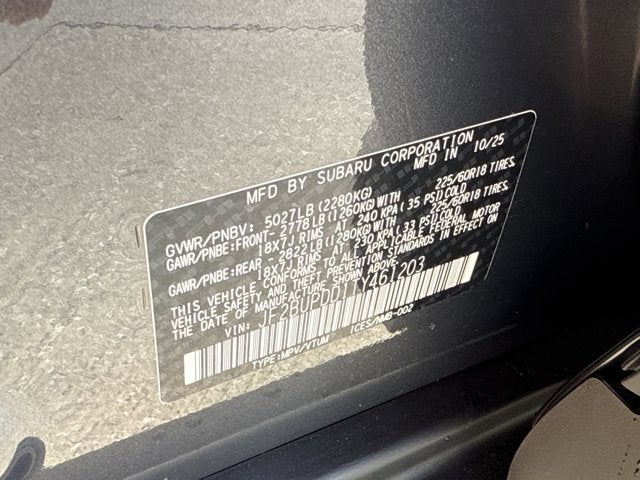 MFD BY SUBARU CORPORATION
MFD IN 10/25
GVWR/PNBV: 5027LB (2280KG)
GAWR/PNBE:FRONT- 2778LB(1260KG)WITH 225/60R18 TIRES,
18X7J RIMS AT 240 KPA(35 PSI)COLD
GAWR/PNBE:REAR - 2822LB(1280KG)WITH 225/60R18 TIRES,
18X7J RIMS AT 230 KPA(33 PSI)COLD
THIS VEHICLE CONFORMS TO ALL APPLICABLE FEDERAL MOTOR
VEHICLE SAFETY AND THEFT PREVENTION STANDARDS IN EFFECT ON
THE DATE OF MANUFACTURE SHOWN ABOVE.
VIN: JF2BUPDD1TY461203
TYPE:MPV/VTUM ICES/NMB-002